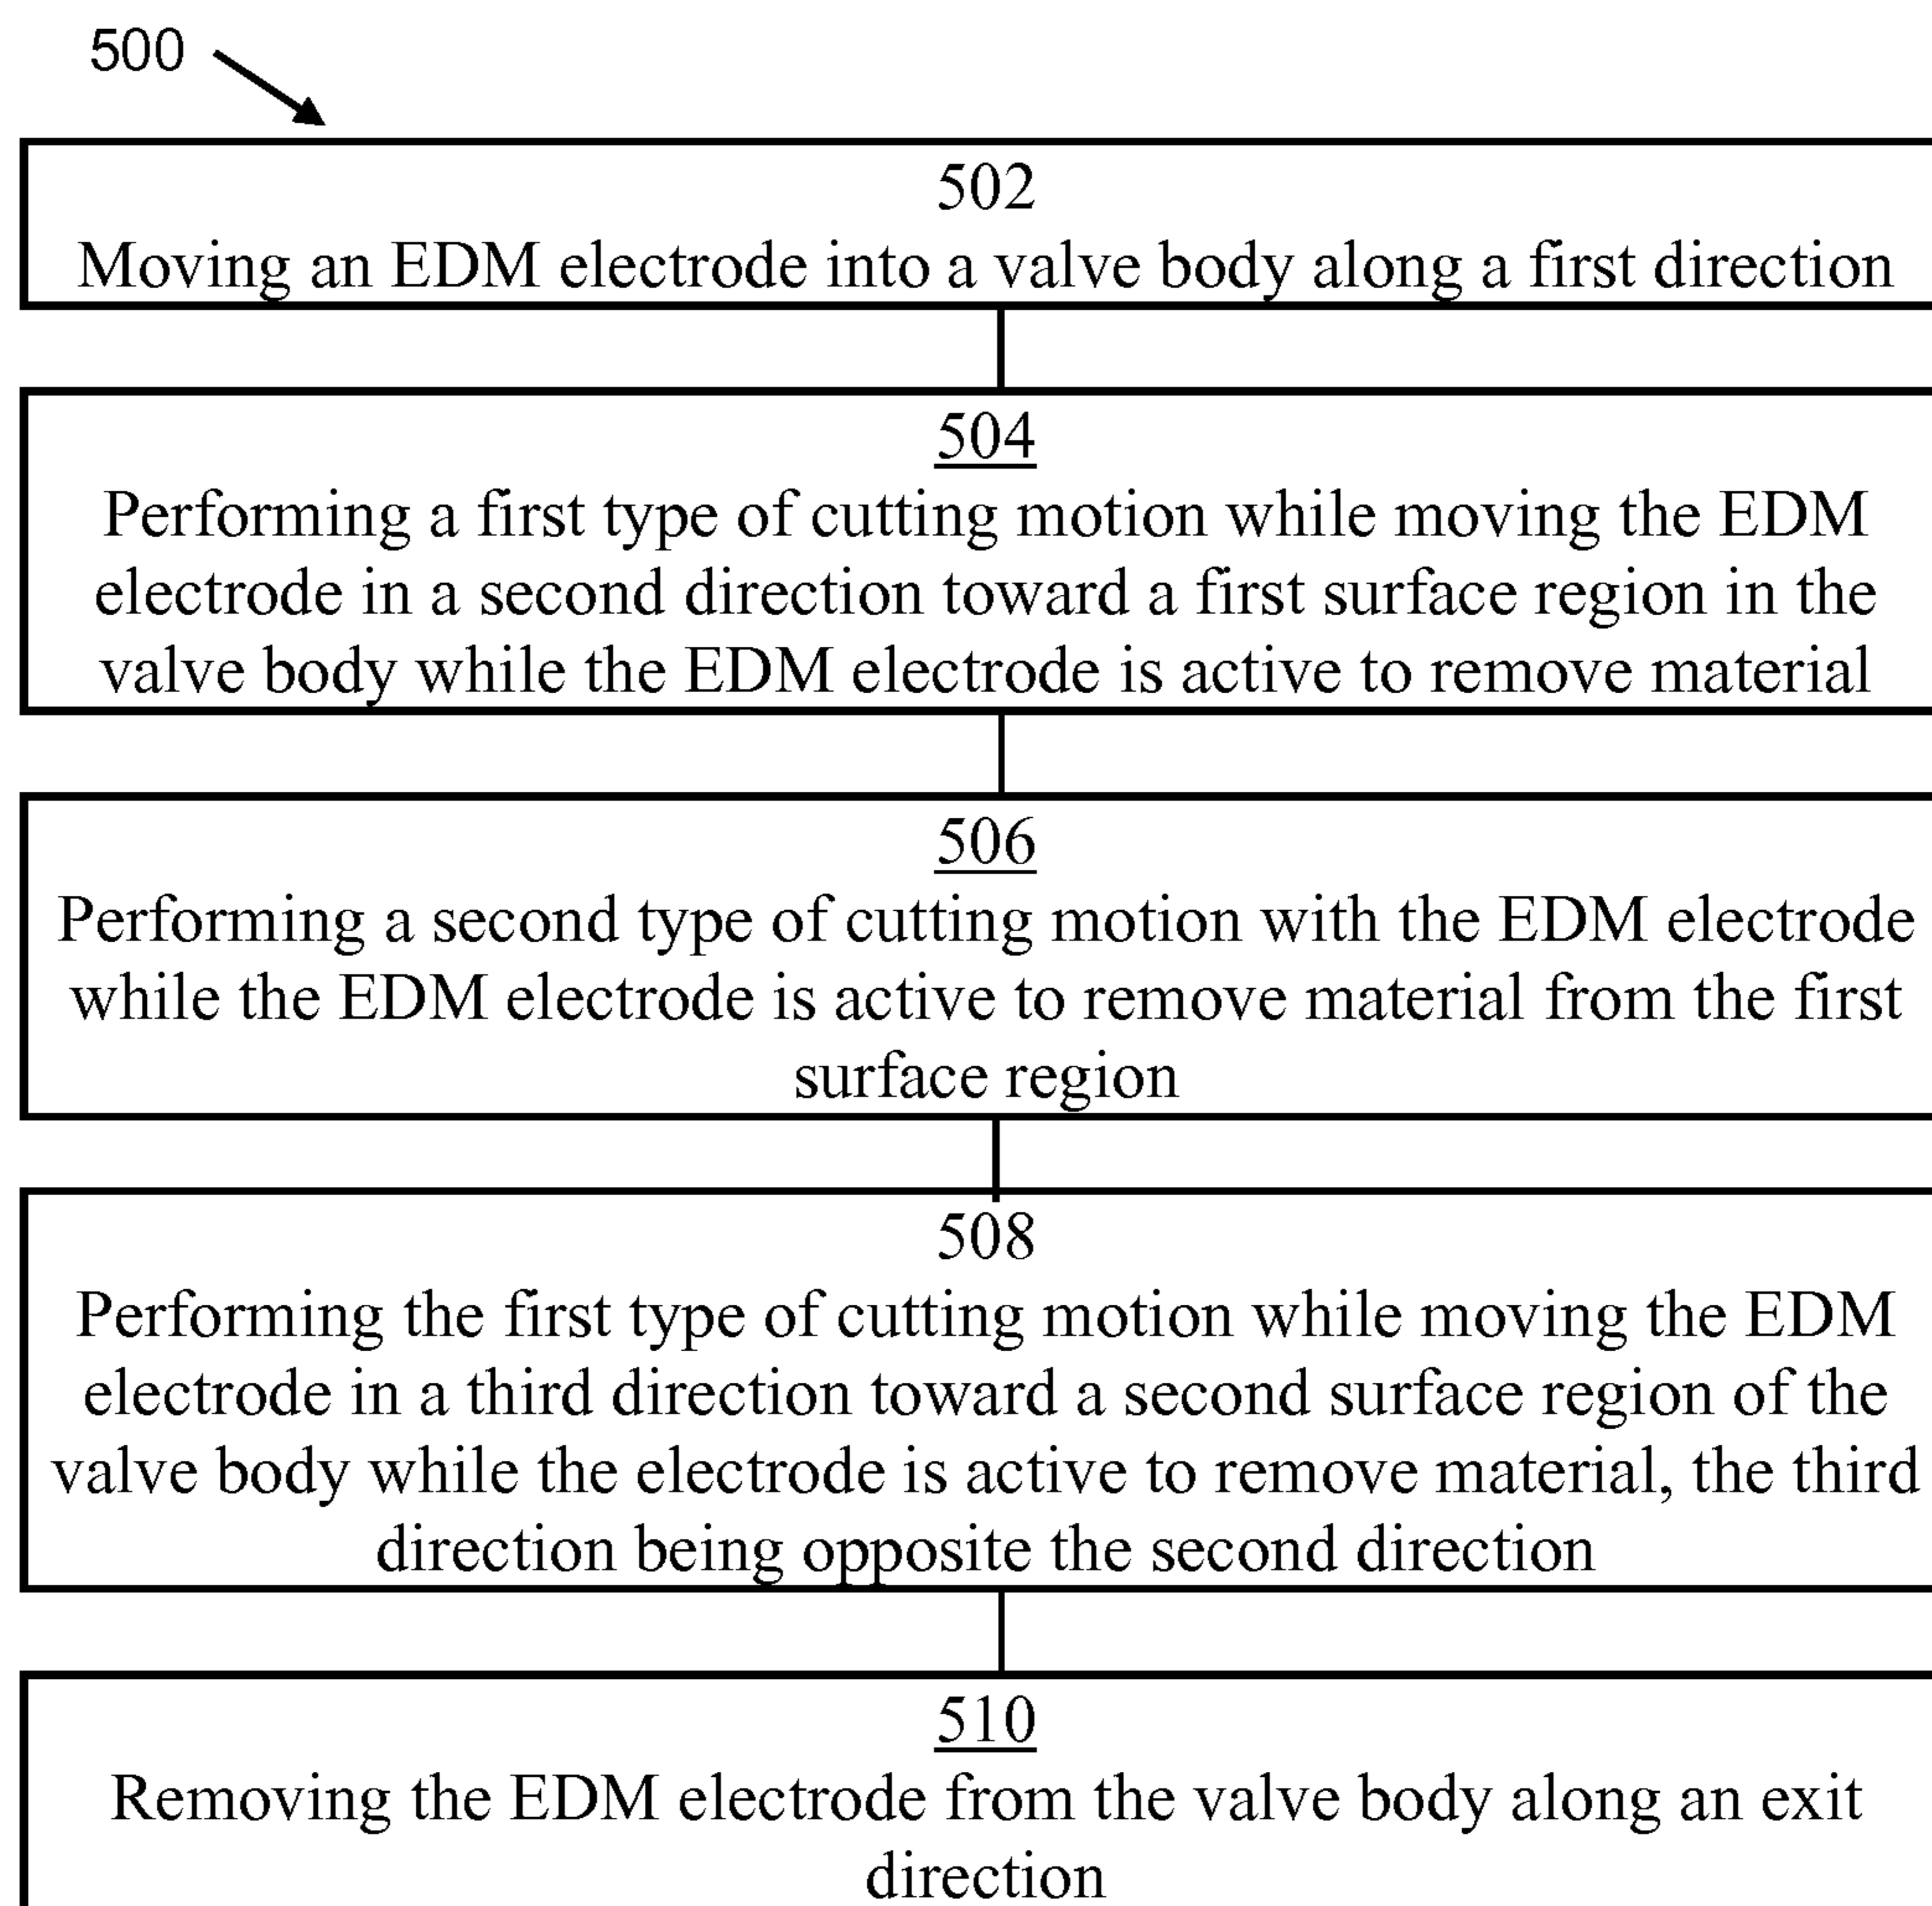 500
502
Moving an EDM electrode into a valve body along a first direction
504
Performing a first type of cutting motion while moving the EDM
electrode in a second direction toward a first surface region in the
valve body while the EDM electrode is active to remove material
506
Performing a second type of cutting motion with the EDM electrode
while the EDM electrode is active to remove material from the first
surface region
508
Performing the first type of cutting motion while moving the EDM
electrode in a third direction toward a second surface region of the
valve body while the electrode is active to remove material, the third
direction being opposite the second direction
510
Removing the EDM electrode from the valve body along an exit
direction